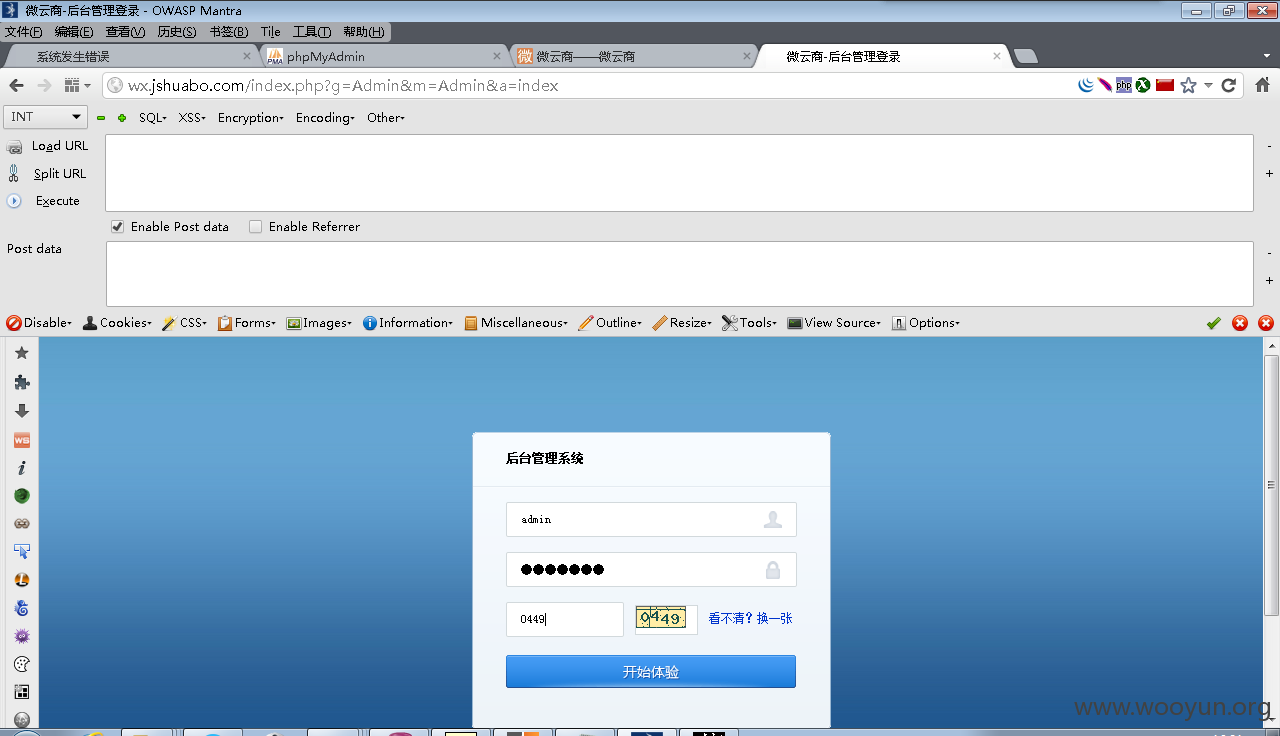 微云商-后台管理登录 - OWASP Mantra
文件(F) 编辑(E) 查看(V) 历史(S) 书签(B) Tile 工具(T) 帮助(H)
系统发生错误 phpMyAdmin 微云商——微云商 微云商-后台管理登录
wx.jshuabo.com/index.php?g=Admin&m=Admin&a=index
INT SQL XSS Encryption Encoding Other
Load URL
Split URL
Execute
Enable Post data Enable Referrer
Post data
Disable Cookies CSS Forms Images Information Miscellaneous Outline Resize Tools View Source Options
后台管理系统
admin
●●●●●●●
0449 0449 看不清？换一张
开始体验
www.wooyun.org